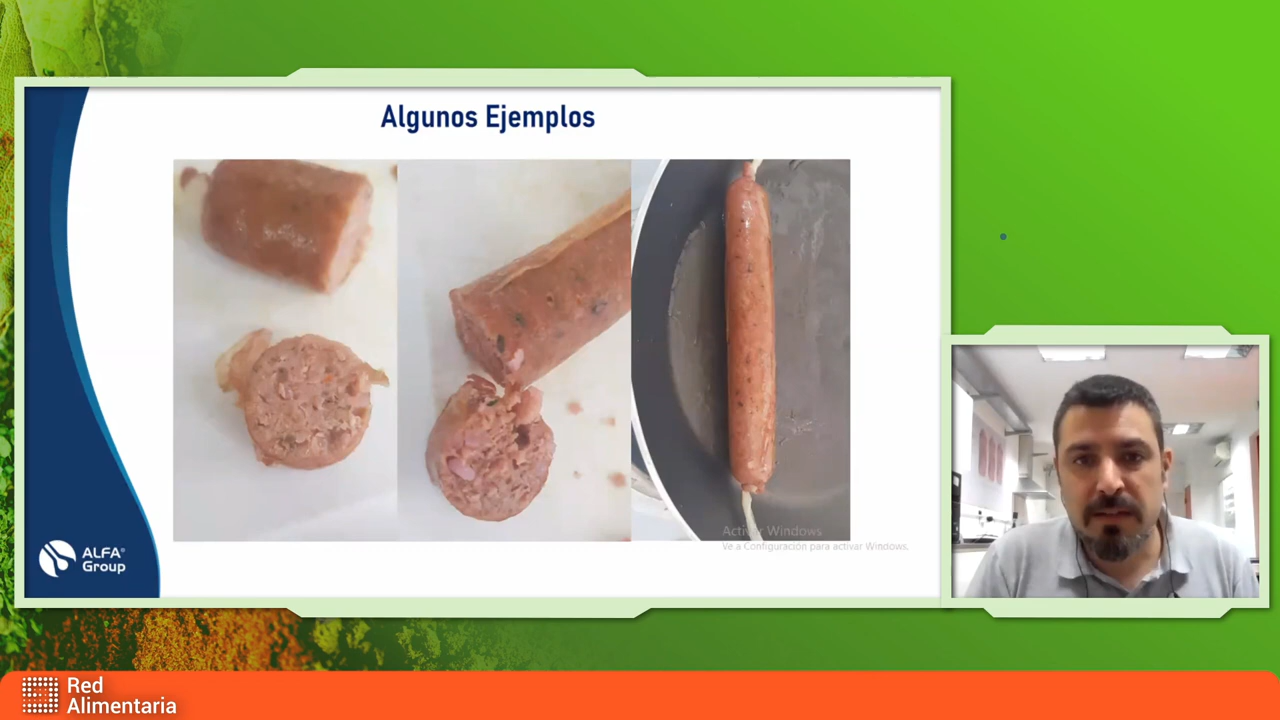 Algunos Ejemplos
Activar Windows
Ve a Configuración para activar Windows.
ALFA®
Group
Red
Alimentaria